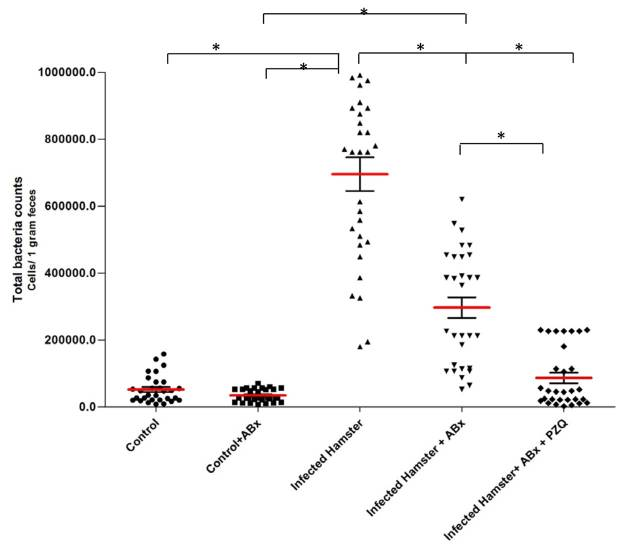 *
* * *
*
*
Total bacteria counts
Cells/ 1 gram feces
1000000.0
800000.0
600000.0
400000.0
200000.0
0.0
Control
Control+ABx
Infected Hamster
Infected Hamster + ABx
Infected Hamster+ ABx + PZQ